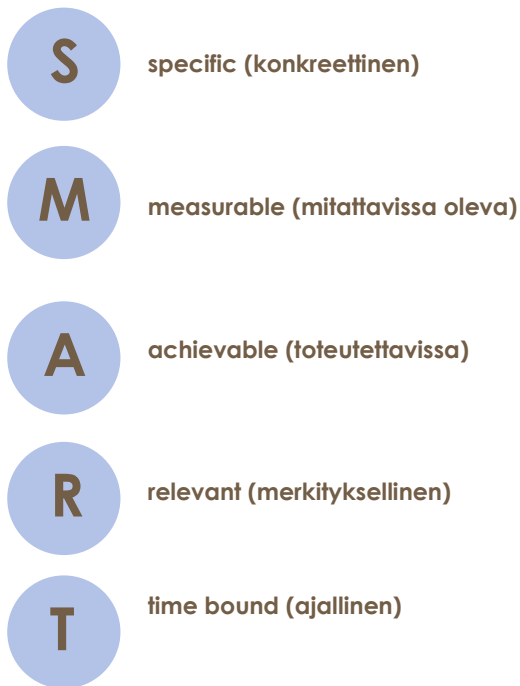 S
specific (konkreettinen)
M
measurable (mitattavissa oleva)
A
achievable (toteutettavissa)
R
relevant (merkityksellinen)
T
time bound (ajallinen)